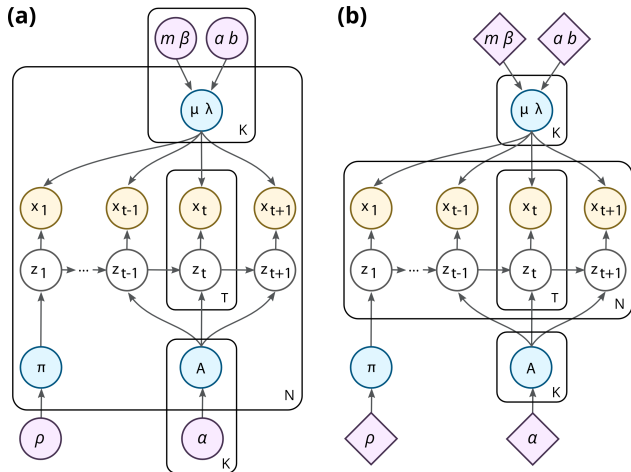 (a)
m β
a b
μ λ
K
x1
xt-1
xt
xt+1
z1
...
zt-1
zt
zt+1
T
π
A
N
ρ
α
K
(b)
m β
a b
μ λ
K
x1
xt-1
xt
xt+1
z1
...
zt-1
zt
zt+1
T
N
π
A
K
ρ
α